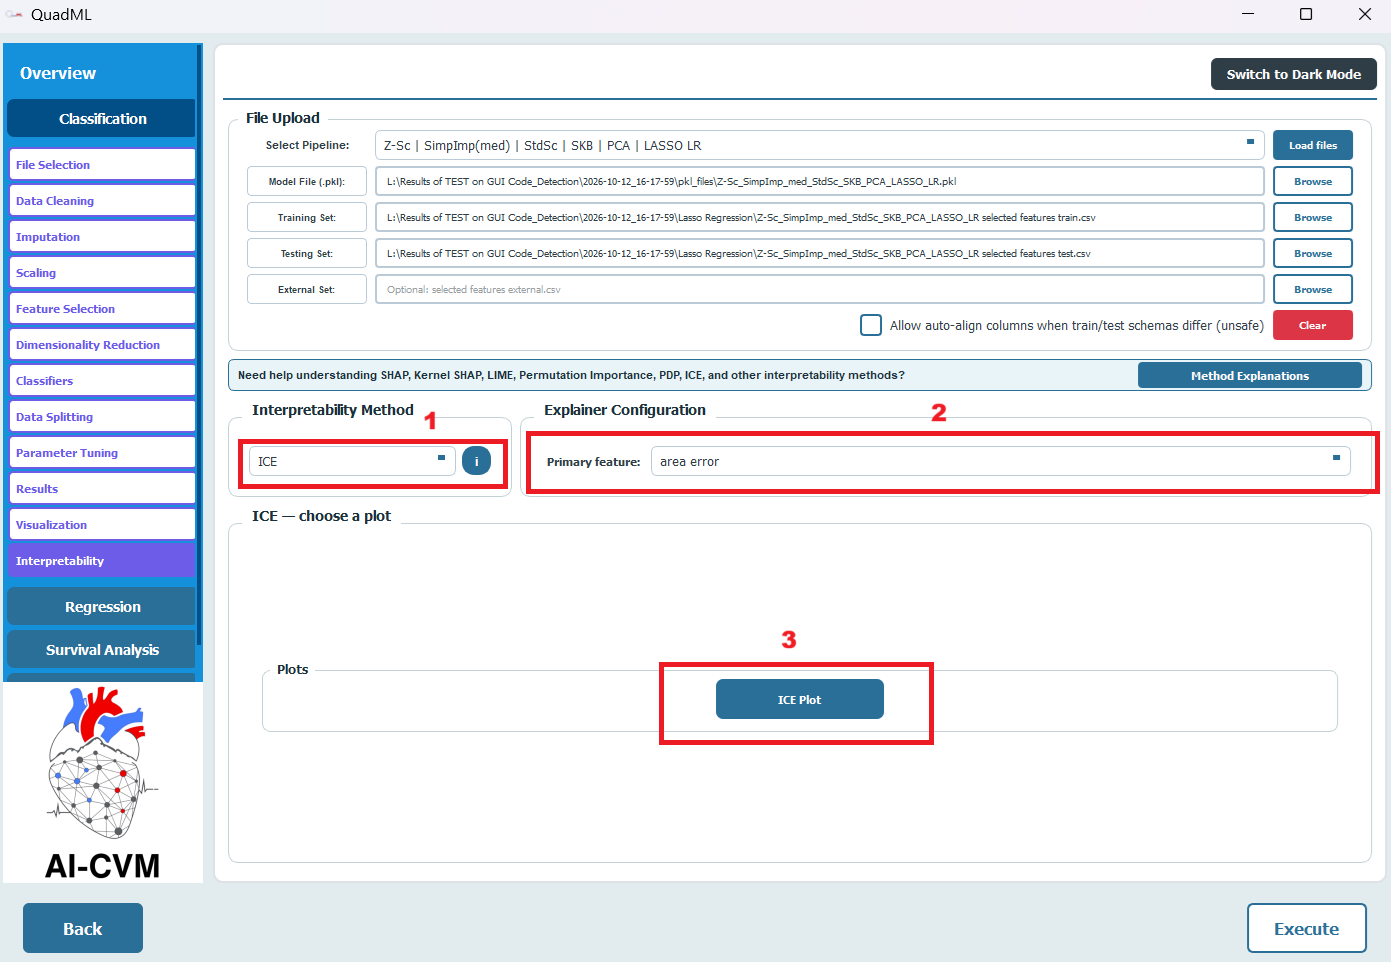 QuadML
Overview
Classification
File Selection
Data Cleaning
Imputation
Scaling
Feature Selection
Dimensionality Reduction
Classifiers
Data Splitting
Parameter Tuning
Results
Visualization
Interpretability
Regression
Survival Analysis
AI-CVM
Back
Switch to Dark Mode
File Upload
Select Pipeline: Z-Sc | SimpImp(med) | StdSc | SKB | PCA | LASSO LR Load files
Model File (.pkl): L:\Results of TEST on GUI Code_Detection\2026-10-12_16-17-59\pkl_files\Z-Sc_SimpImp_med_StdSc_SKB_PCA_LASSO_LR.pkl Browse
Training Set: L:\Results of TEST on GUI Code_Detection\2026-10-12_16-17-59\Lasso Regression\Z-Sc_SimpImp_med_StdSc_SKB_PCA_LASSO_LR selected features train.csv Browse
Testing Set: L:\Results of TEST on GUI Code_Detection\2026-10-12_16-17-59\Lasso Regression\Z-Sc_SimpImp_med_StdSc_SKB_PCA_LASSO_LR selected features test.csv Browse
External Set: Optional: selected features external.csv Browse
Allow auto-align columns when train/test schemas differ (unsafe) Clear
Need help understanding SHAP, Kernel SHAP, LIME, Permutation Importance, PDP, ICE, and other interpretability methods? Method Explanations
Interpretability Method 1
ICE i
Explainer Configuration 2
Primary feature: area error
ICE — choose a plot
3
Plots
ICE Plot
Execute